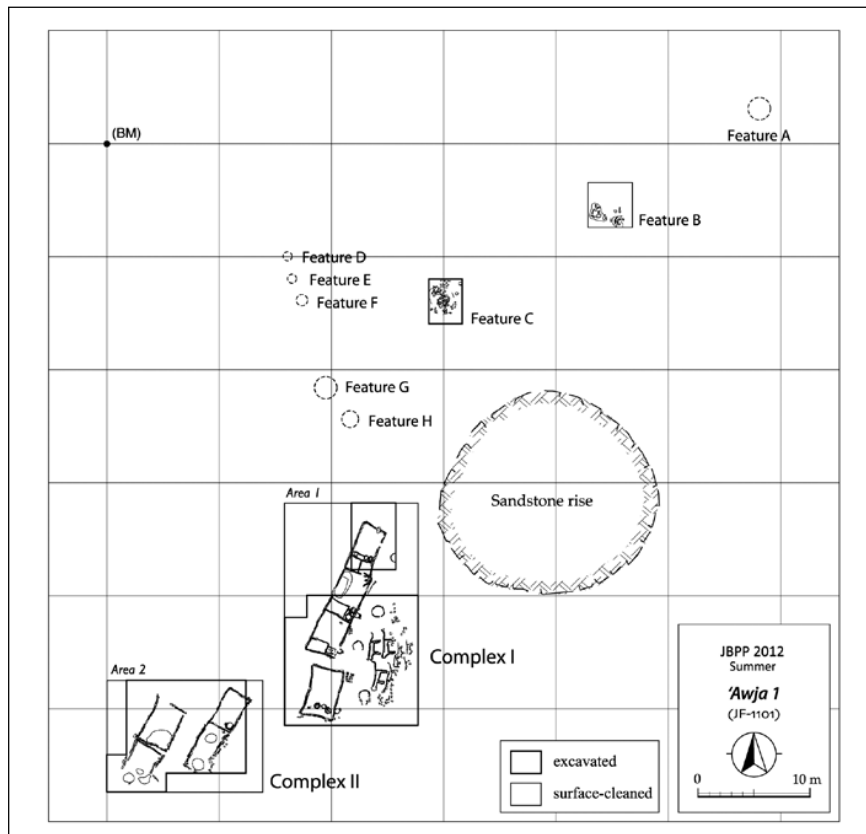 (BM)
Feature A
Feature B
Feature D
Feature E
Feature F
Feature C
Feature G
Feature H
Area 1
Sandstone rise
Complex I
Area 2
Complex II
JBPP 2012
Summer
'Awja 1
(JF-1101)
excavated
surface-cleaned
0 10 m